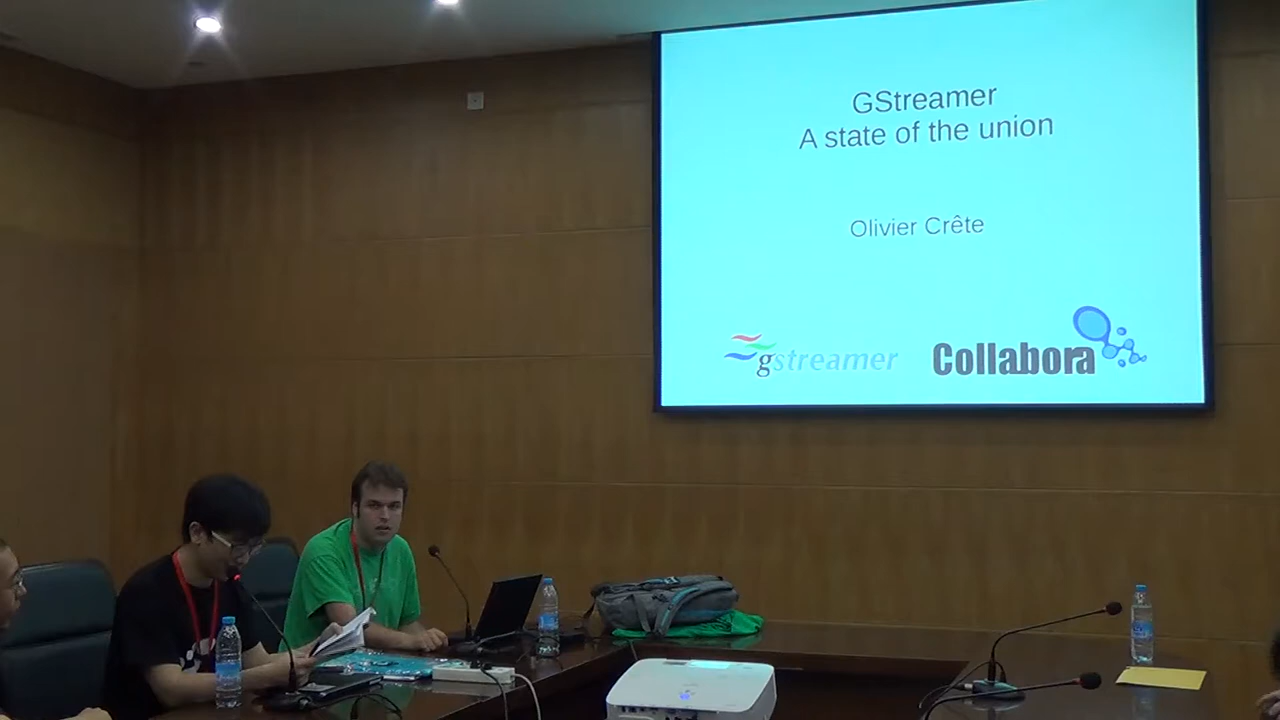 GStreamer
A state of the union
Olivier Crête
gstreamer
Collabora